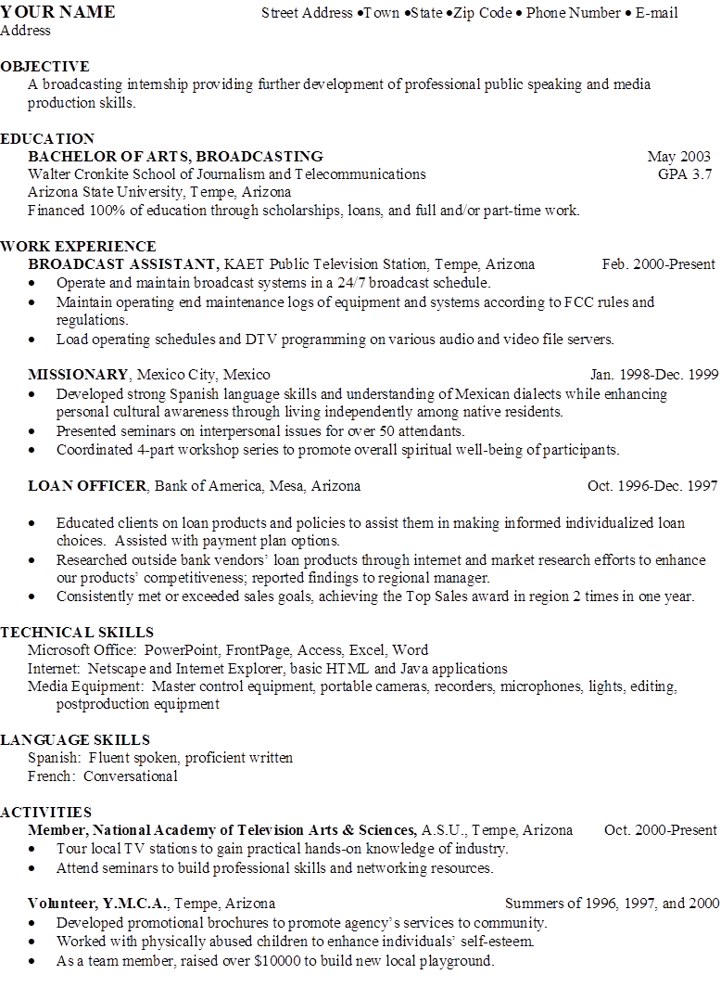 YOUR NAME Street Address •Town •State •Zip Code • Phone Number • E-mail
Address
OBJECTIVE
A broadcasting internship providing further development of professional public speaking and media
production skills.
EDUCATION
BACHELOR OF ARTS, BROADCASTING May 2003
Walter Cronkite School of Journalism and Telecommunications GPA 3.7
Arizona State University, Tempe, Arizona
Financed 100% of education through scholarships, loans, and full and/or part-time work.
WORK EXPERIENCE
BROADCAST ASSISTANT, KAET Public Television Station, Tempe, Arizona Feb. 2000-Present
• Operate and maintain broadcast systems in a 24/7 broadcast schedule.
• Maintain operating end maintenance logs of equipment and systems according to FCC rules and
regulations.
• Load operating schedules and DTV programming on various audio and video file servers.
MISSIONARY, Mexico City, Mexico Jan. 1998-Dec. 1999
• Developed strong Spanish language skills and understanding of Mexican dialects while enhancing
personal cultural awareness through living independently among native residents.
• Presented seminars on interpersonal issues for over 50 attendants.
• Coordinated 4-part workshop series to promote overall spiritual well-being of participants.
LOAN OFFICER, Bank of America, Mesa, Arizona Oct. 1996-Dec. 1997
• Educated clients on loan products and policies to assist them in making informed individualized loan
choices. Assisted with payment plan options.
• Researched outside bank vendors' loan products through internet and market research efforts to enhance
our products' competitiveness; reported findings to regional manager.
• Consistently met or exceeded sales goals, achieving the Top Sales award in region 2 times in one year.
TECHNICAL SKILLS
Microsoft Office: PowerPoint, FrontPage, Access, Excel, Word
Internet: Netscape and Internet Explorer, basic HTML and Java applications
Media Equipment: Master control equipment, portable cameras, recorders, microphones, lights, editing,
postproduction equipment
LANGUAGE SKILLS
Spanish: Fluent spoken, proficient written
French: Conversational
ACTIVITIES
Member, National Academy of Television Arts & Sciences, A.S.U., Tempe, Arizona Oct. 2000-Present
• Tour local TV stations to gain practical hands-on knowledge of industry.
• Attend seminars to build professional skills and networking resources.
Volunteer, Y.M.C.A., Tempe, Arizona Summers of 1996, 1997, and 2000
• Developed promotional brochures to promote agency's services to community.
• Worked with physically abused children to enhance individuals' self-esteem.
• As a team member, raised over $10000 to build new local playground.